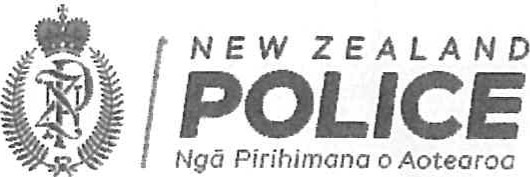 NEW ZEALAND
POLICE
Ngā Pirihimana o Aotearoa